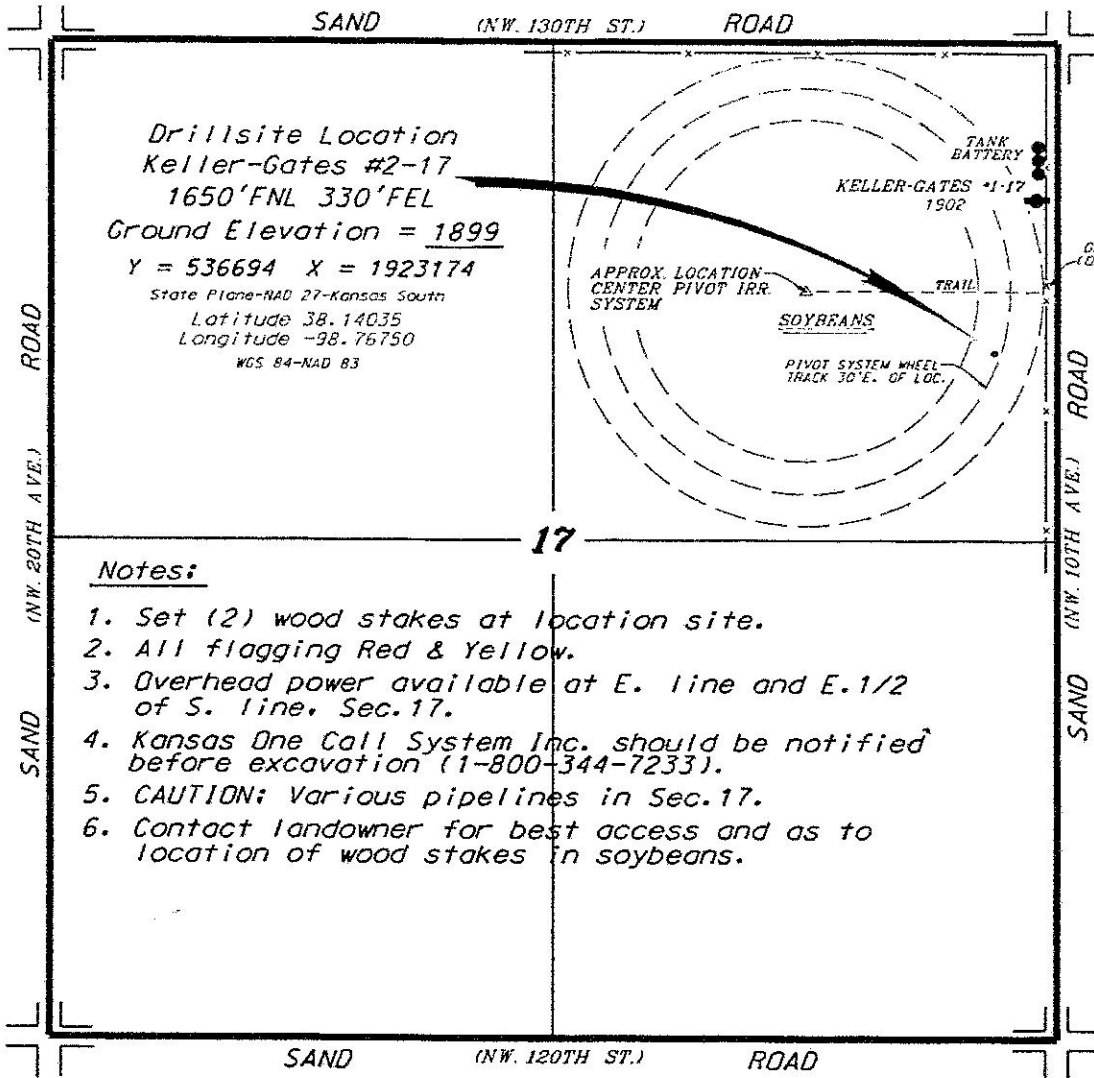 SAND (NW. 130TH ST.) ROAD
Drillsite Location
Keller-Gates #2-17
1650'FNL 330'FEL
Ground Elevation = 1899
Y = 536694 X = 1923174
State Plane-NAD 27-Kansas South
Latitude 38.14035
Longitude -98.76750
WGS 84-NAD 83
TANK
BATTERY
KELLER-GATES #1-17
1902
APPROX. LOCATION
CENTER PIVOT IRR.
SYSTEM
TRAIL
SOYBEANS
PIVOT SYSTEM WHEEL
TRACK 30'E. OF LOC.
SAND (NW. 20TH AVE.) ROAD
SAND (NW. 10TH AVE.) ROAD
17
Notes:
1. Set (2) wood stakes at location site.
2. All flagging Red & Yellow.
3. Overhead power available at E. line and E.1/2
of S. line, Sec.17.
4. Kansas One Call System Inc. should be notified
before excavation (1-800-344-7233).
5. CAUTION: Various pipelines in Sec.17.
6. Contact landowner for best access and as to
location of wood stakes in soybeans.
SAND (NW. 120TH ST.) ROAD